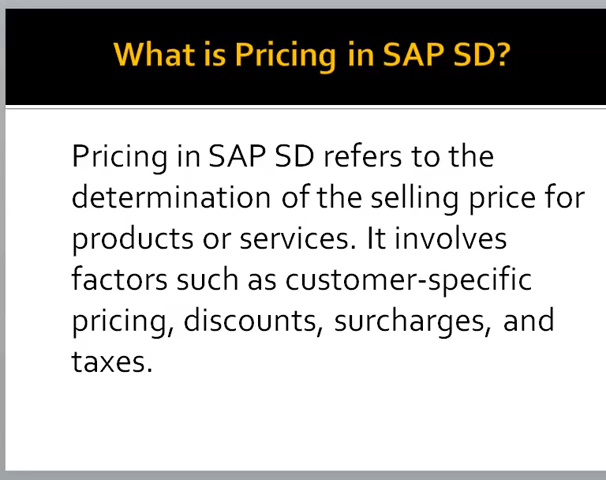 What is Pricing in SAP SD?
Pricing in SAP SD refers to the
determination of the selling price for
products or services. It involves
factors such as customer-specific
pricing, discounts, surcharges, and
taxes.